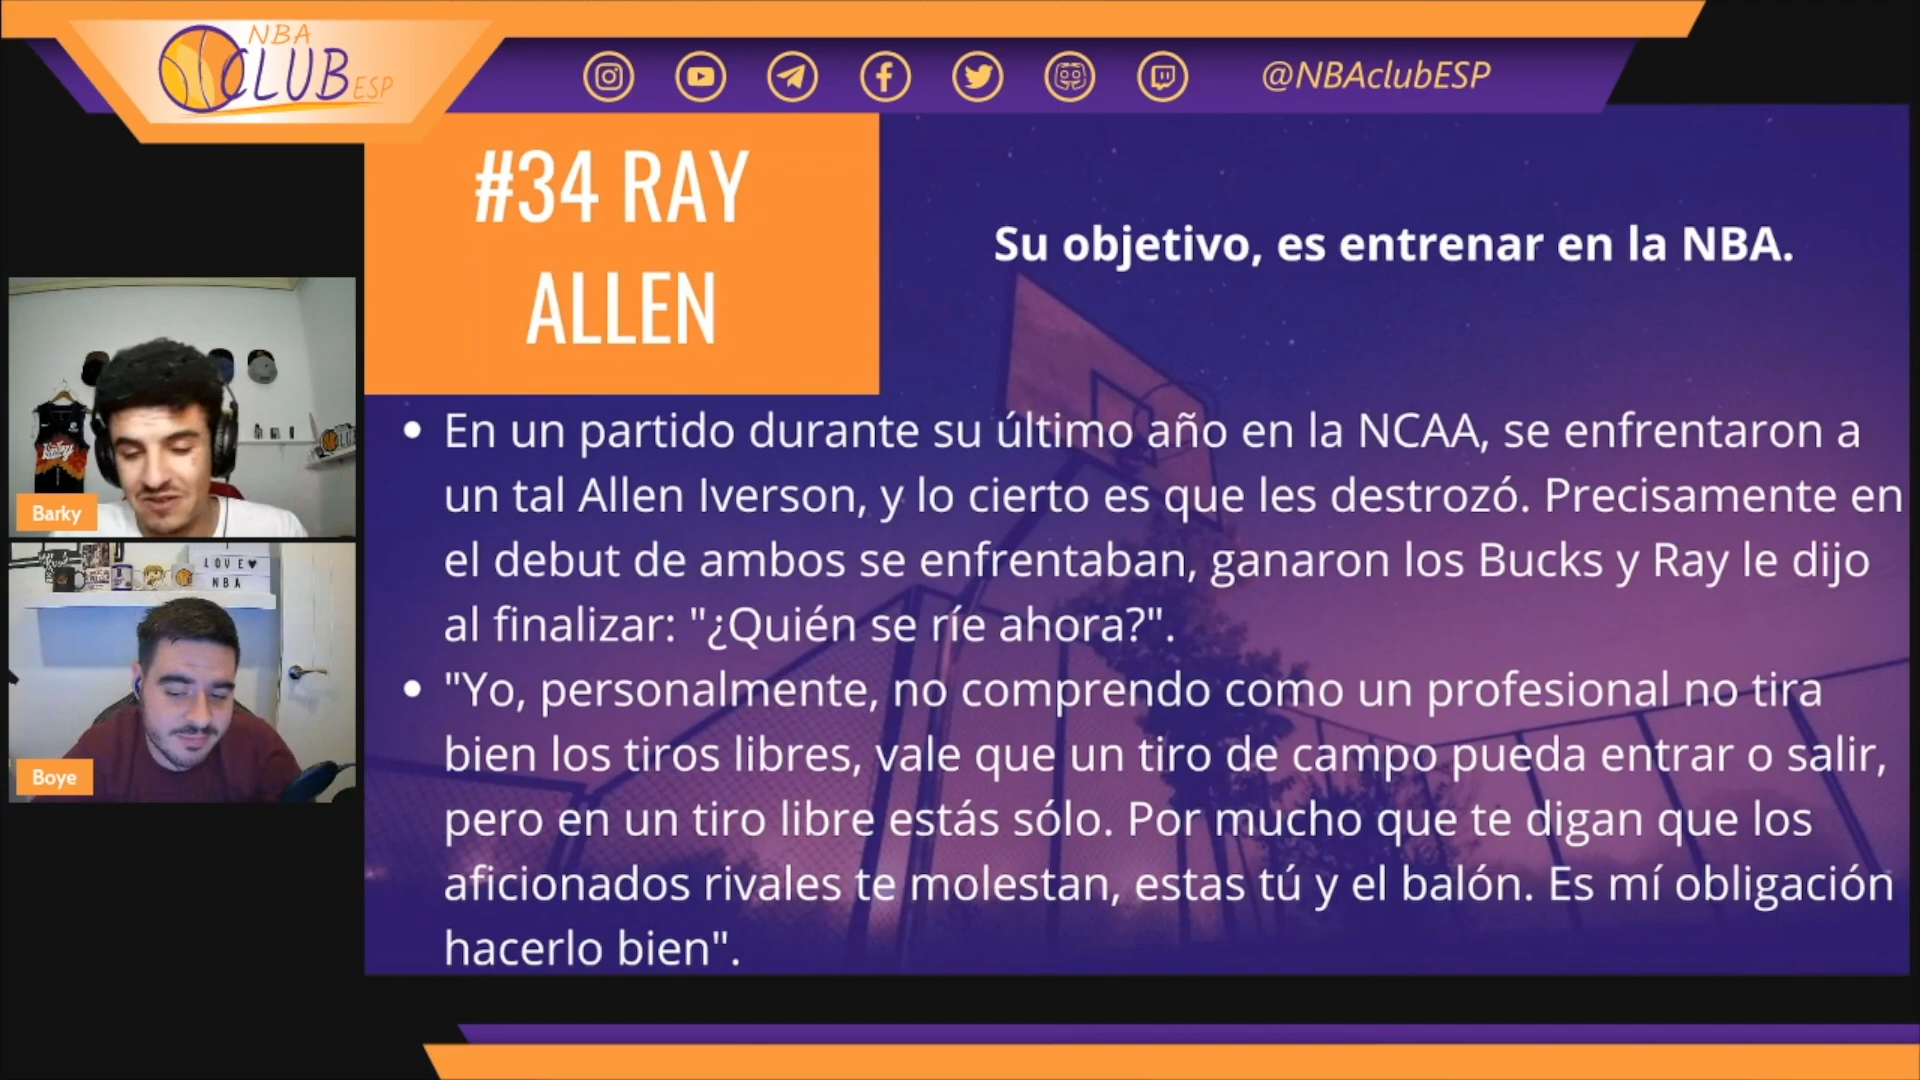 NBA
CLUB ESP
@NBAclubESP
#34 RAY
ALLEN
Su objetivo, es entrenar en la NBA.
• En un partido durante su último año en la NCAA, se enfrentaron a
un tal Allen Iverson, y lo cierto es que les destrozó. Precisamente en
el debut de ambos se enfrentaban, ganaron los Bucks y Ray le dijo
al finalizar: "¿Quién se ríe ahora?".
• "Yo, personalmente, no comprendo como un profesional no tira
bien los tiros libres, vale que un tiro de campo pueda entrar o salir,
pero en un tiro libre estás sólo. Por mucho que te digan que los
aficionados rivales te molestan, estas tú y el balón. Es mí obligación
hacerlo bien".
Barky
LOVE♥
NBA
Boye